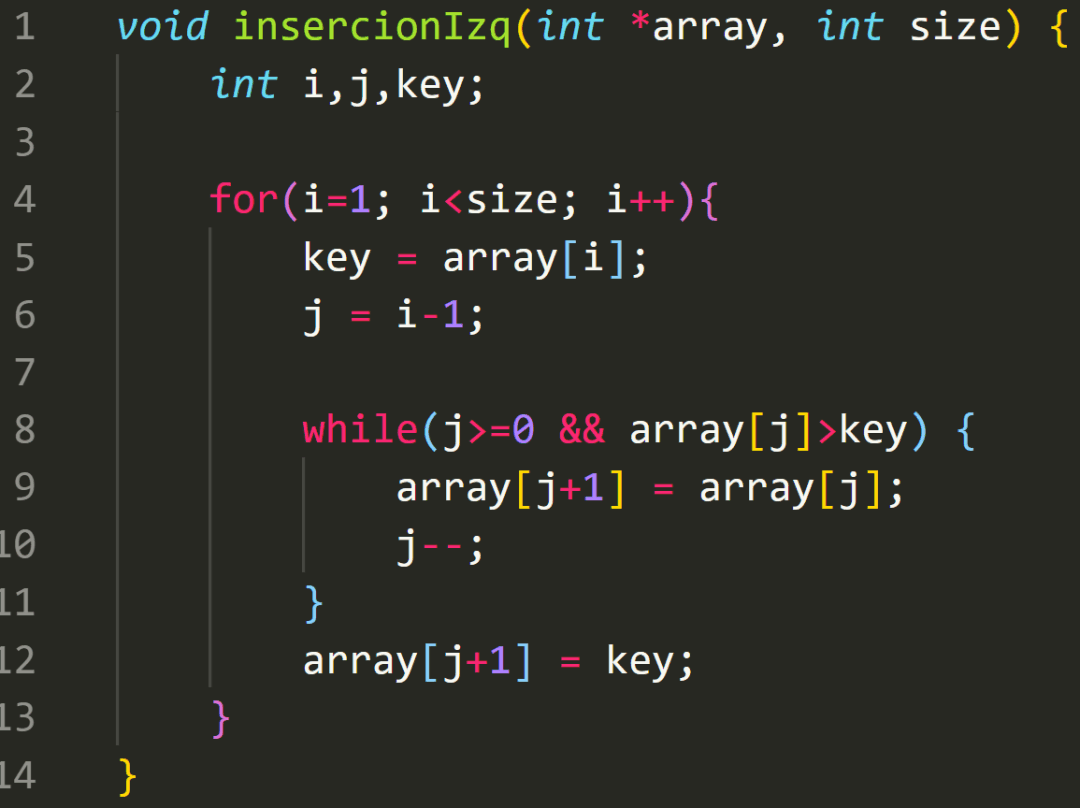 1 void insercionIzq(int *array, int size) {
2 int i,j,key;
3
4 for(i=1; i<size; i++){
5 key = array[i];
6 j = i-1;
7
8 while(j>=0 && array[j]>key) {
9 array[j+1] = array[j];
10 j--;
11 }
12 array[j+1] = key;
13 }
14 }